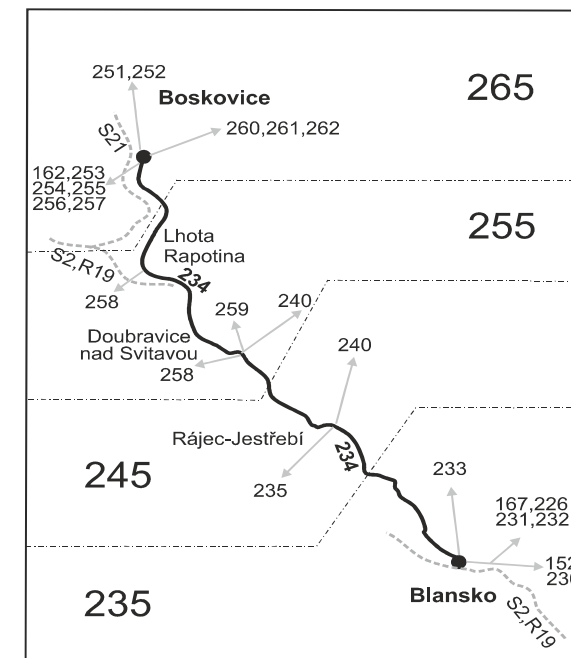 251,252
Boskovice
265
S21
260,261,262
162,253
254,255
256,257
255
Lhota
Rapotina
S2,R19
234
258
259
240
Doubravice
nad Svitavou
258
240
Rájec-Jestřebí
234
245
235
233
167,226
231,232
152
235
Blansko
S2,R19